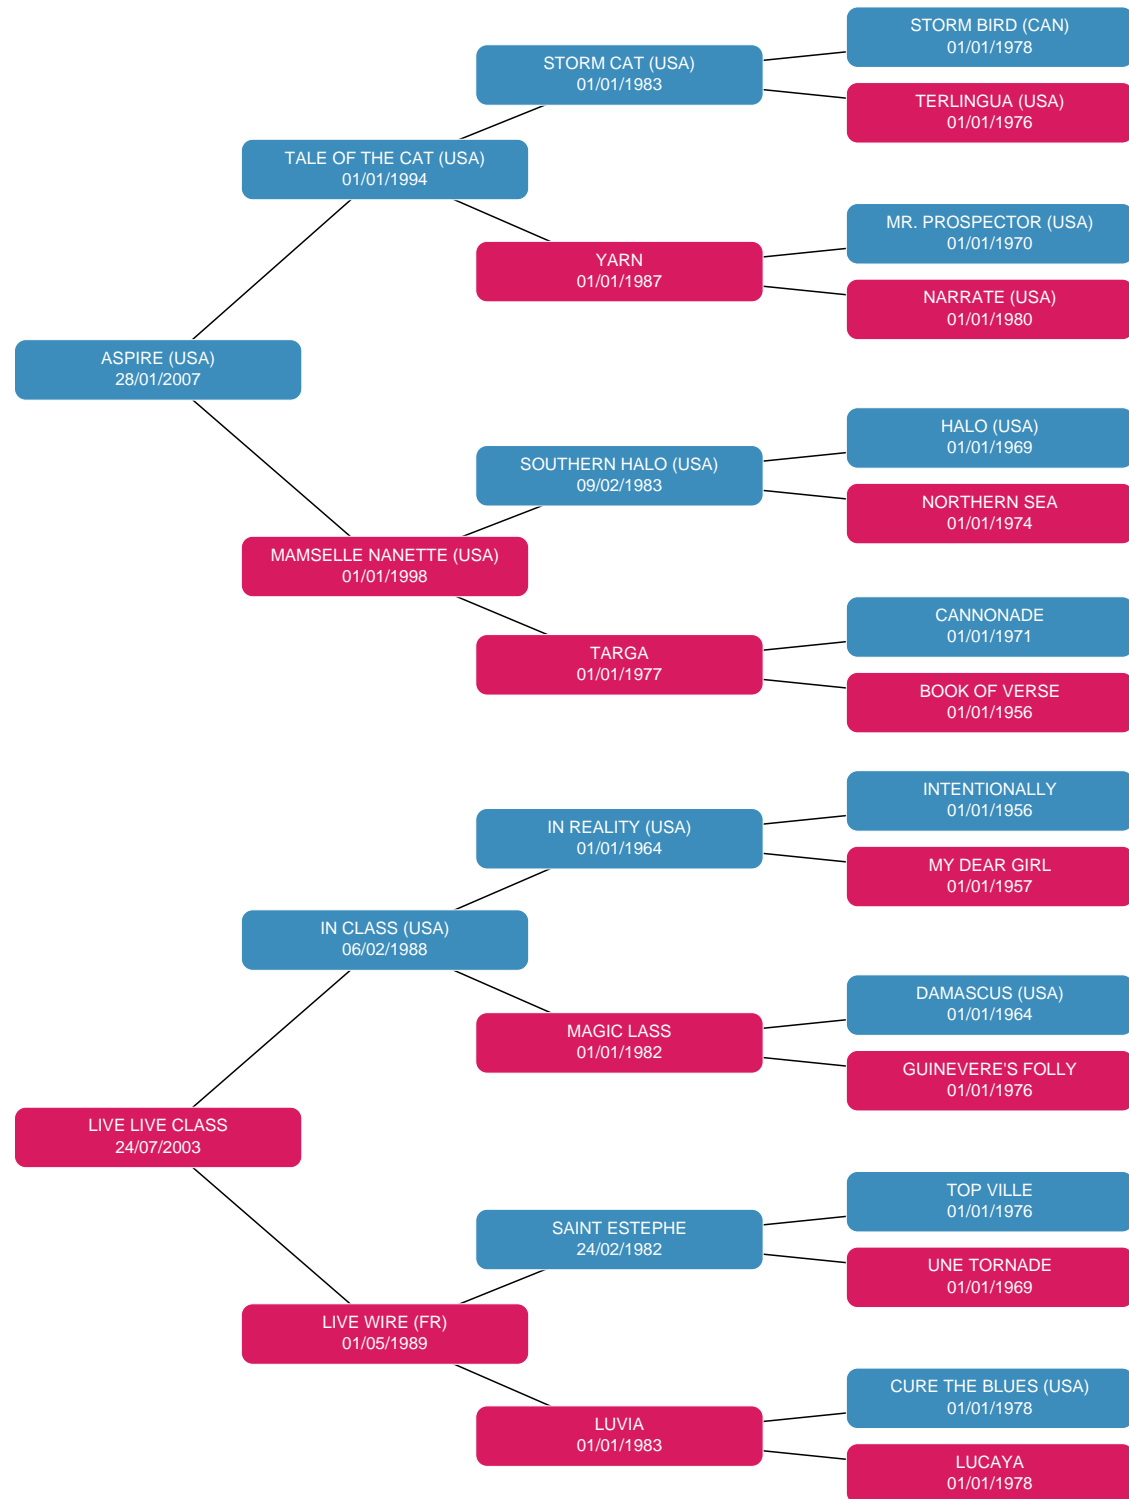 STORM BIRD (CAN)
01/01/1978
STORM CAT (USA)
01/01/1983
TERLINGUA (USA)
01/01/1976
TALE OF THE CAT (USA)
01/01/1994
MR. PROSPECTOR (USA)
01/01/1970
YARN
01/01/1987
NARRATE (USA)
01/01/1980
ASPIRE (USA)
28/01/2007
HALO (USA)
01/01/1969
SOUTHERN HALO (USA)
09/02/1983
NORTHERN SEA
01/01/1974
MAMSELLE NANETTE (USA)
01/01/1998
CANNONADE
01/01/1971
TARGA
01/01/1977
BOOK OF VERSE
01/01/1956
INTENTIONALLY
01/01/1956
IN REALITY (USA)
01/01/1964
MY DEAR GIRL
01/01/1957
IN CLASS (USA)
06/02/1988
DAMASCUS (USA)
01/01/1964
MAGIC LASS
01/01/1982
GUINEVERE'S FOLLY
01/01/1976
LIVE LIVE CLASS
24/07/2003
TOP VILLE
01/01/1976
SAINT ESTEPHE
24/02/1982
UNE TORNADE
01/01/1969
LIVE WIRE (FR)
01/05/1989
CURE THE BLUES (USA)
01/01/1978
LUVIA
01/01/1983
LUCAYA
01/01/1978